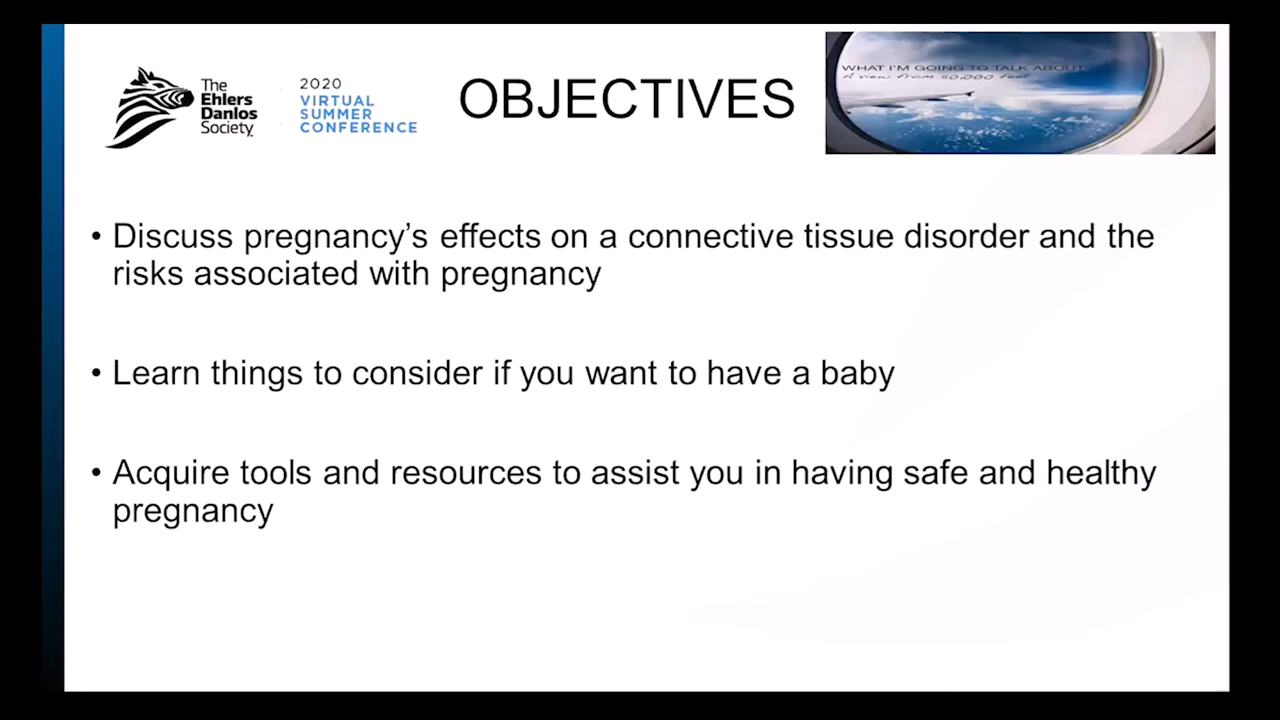 The
Ehlers
Danlos
Society.
2020
VIRTUAL
SUMMER
CONFERENCE
OBJECTIVES
WHAT I'M GOING TO TALK ABOUT
A view from 50,000 feet
• Discuss pregnancy's effects on a connective tissue disorder and the
risks associated with pregnancy
• Learn things to consider if you want to have a baby
• Acquire tools and resources to assist you in having safe and healthy
pregnancy